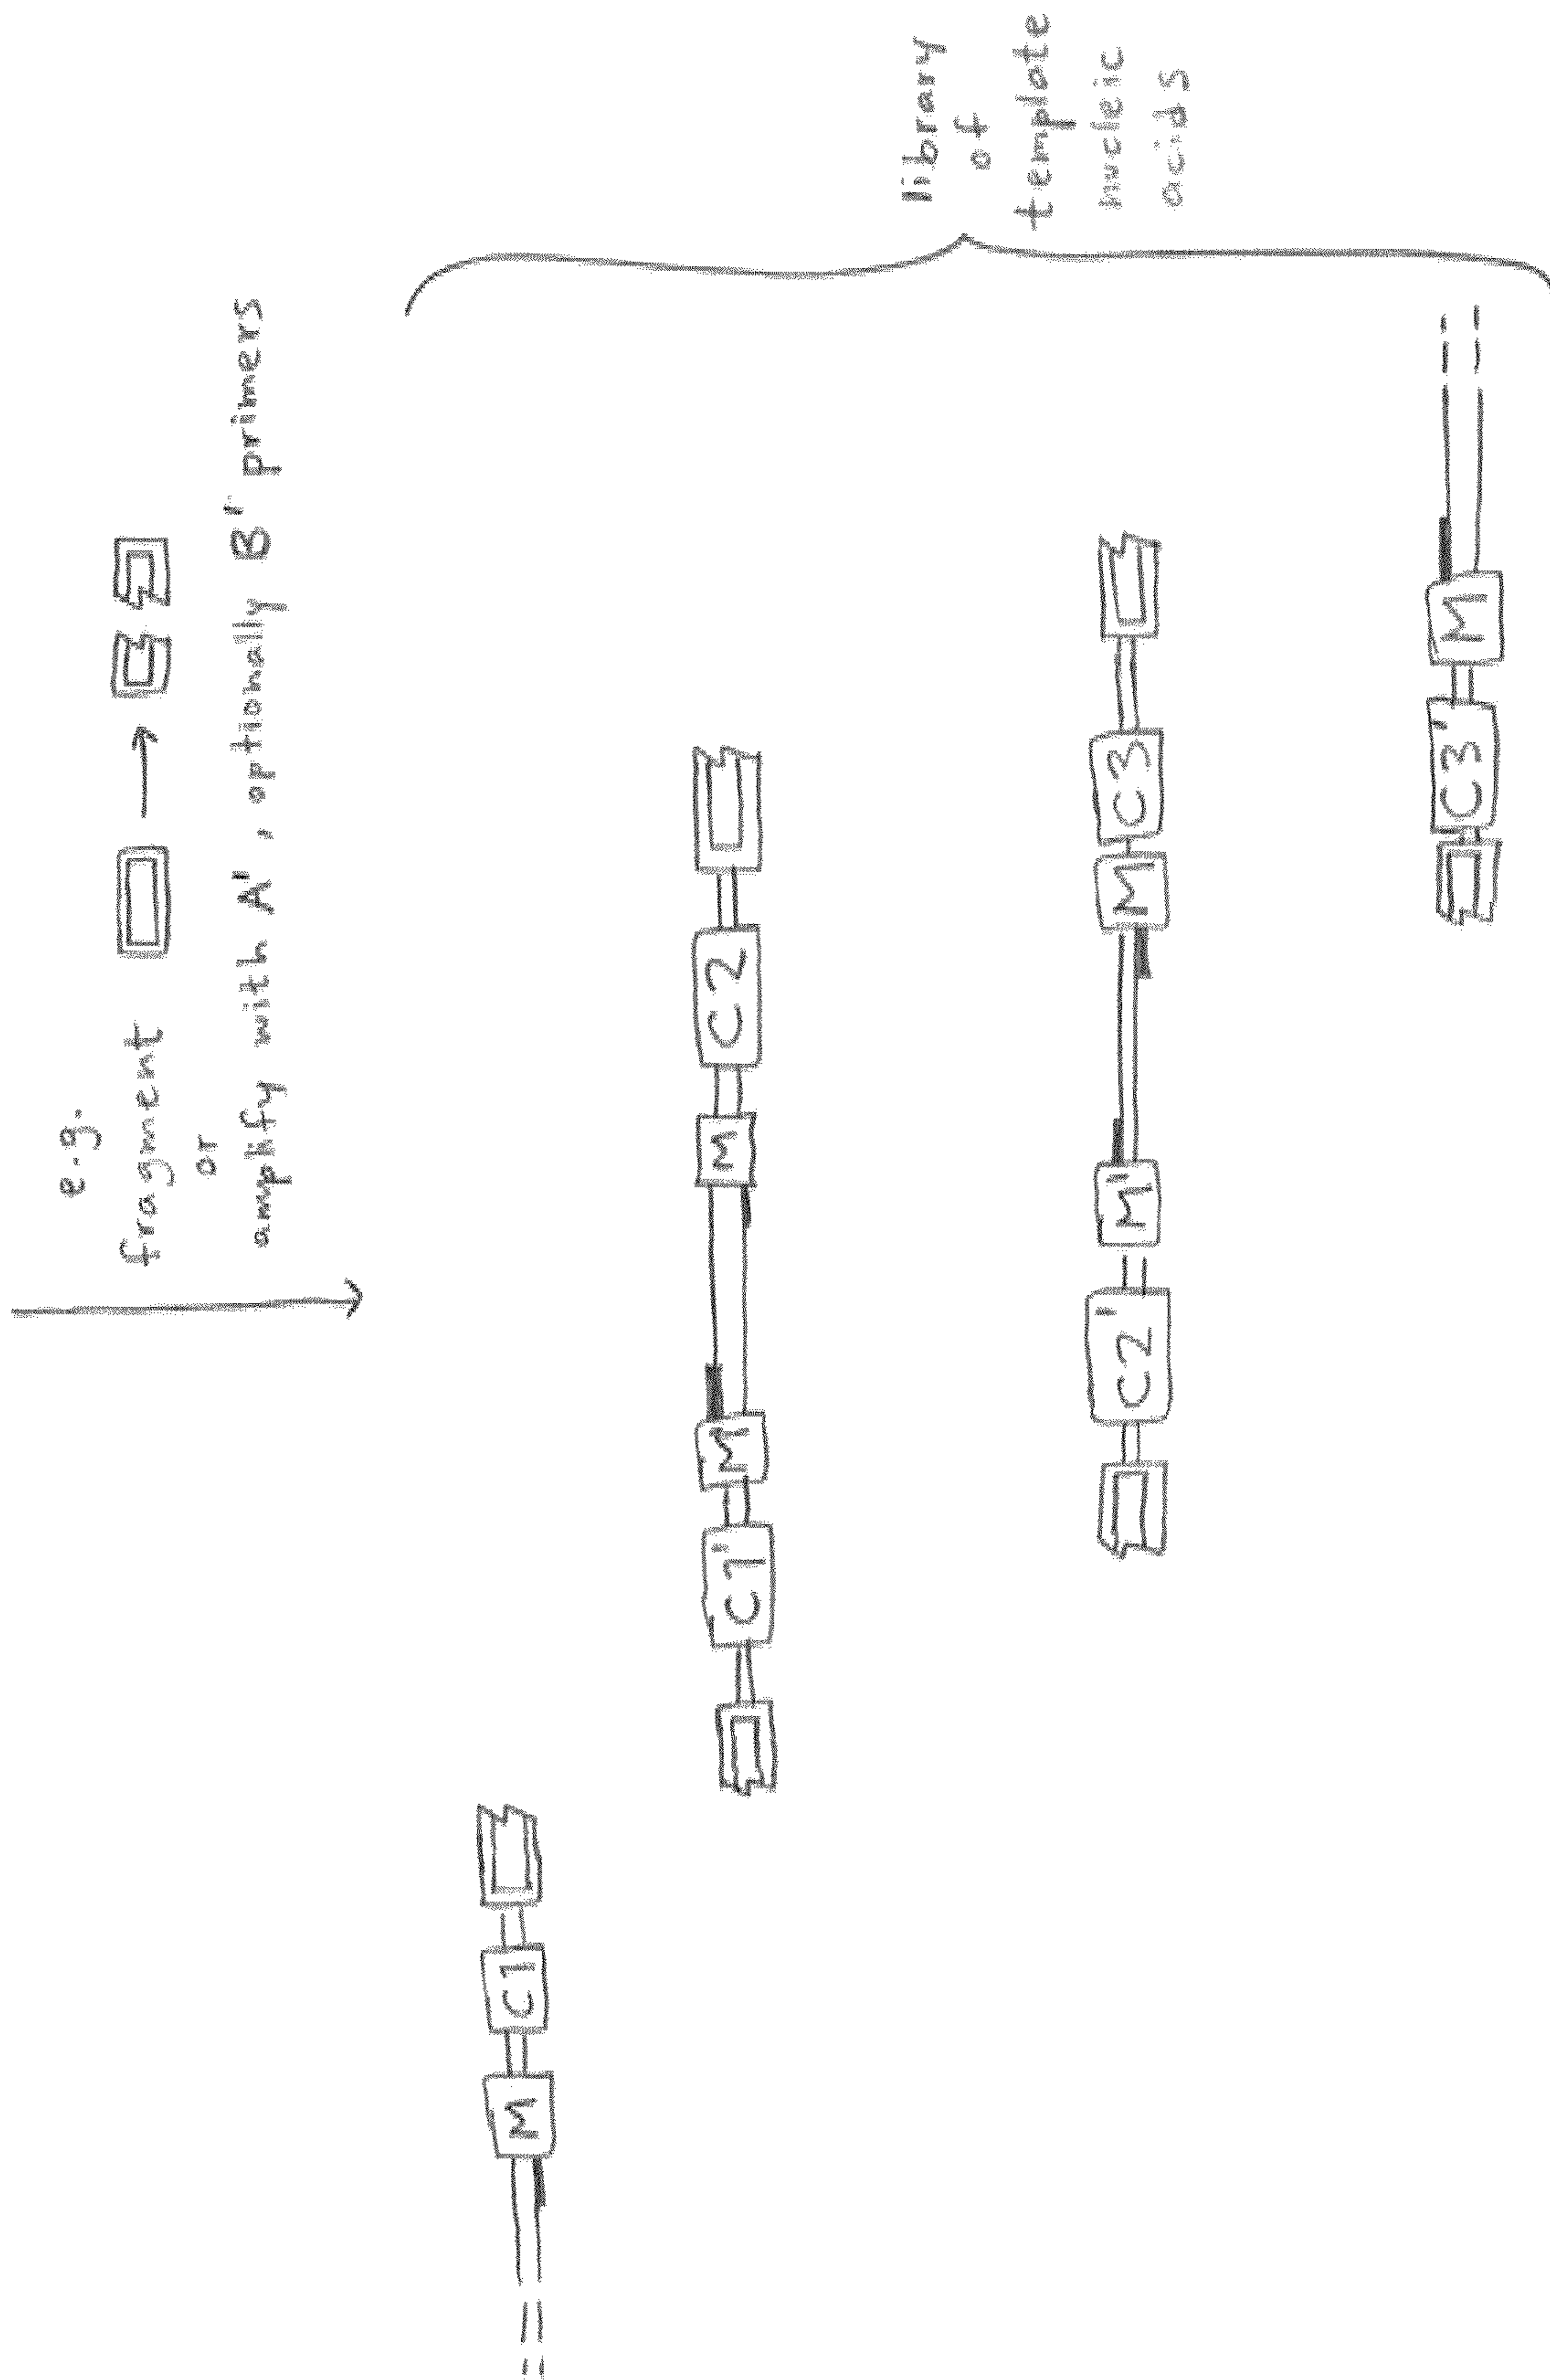 e.g.
fragment
or
amplify with A', optionally B' primers
M C1
C1' M M C2
C2' M' M C3
C3' M
library
of
template
nucleic
acids